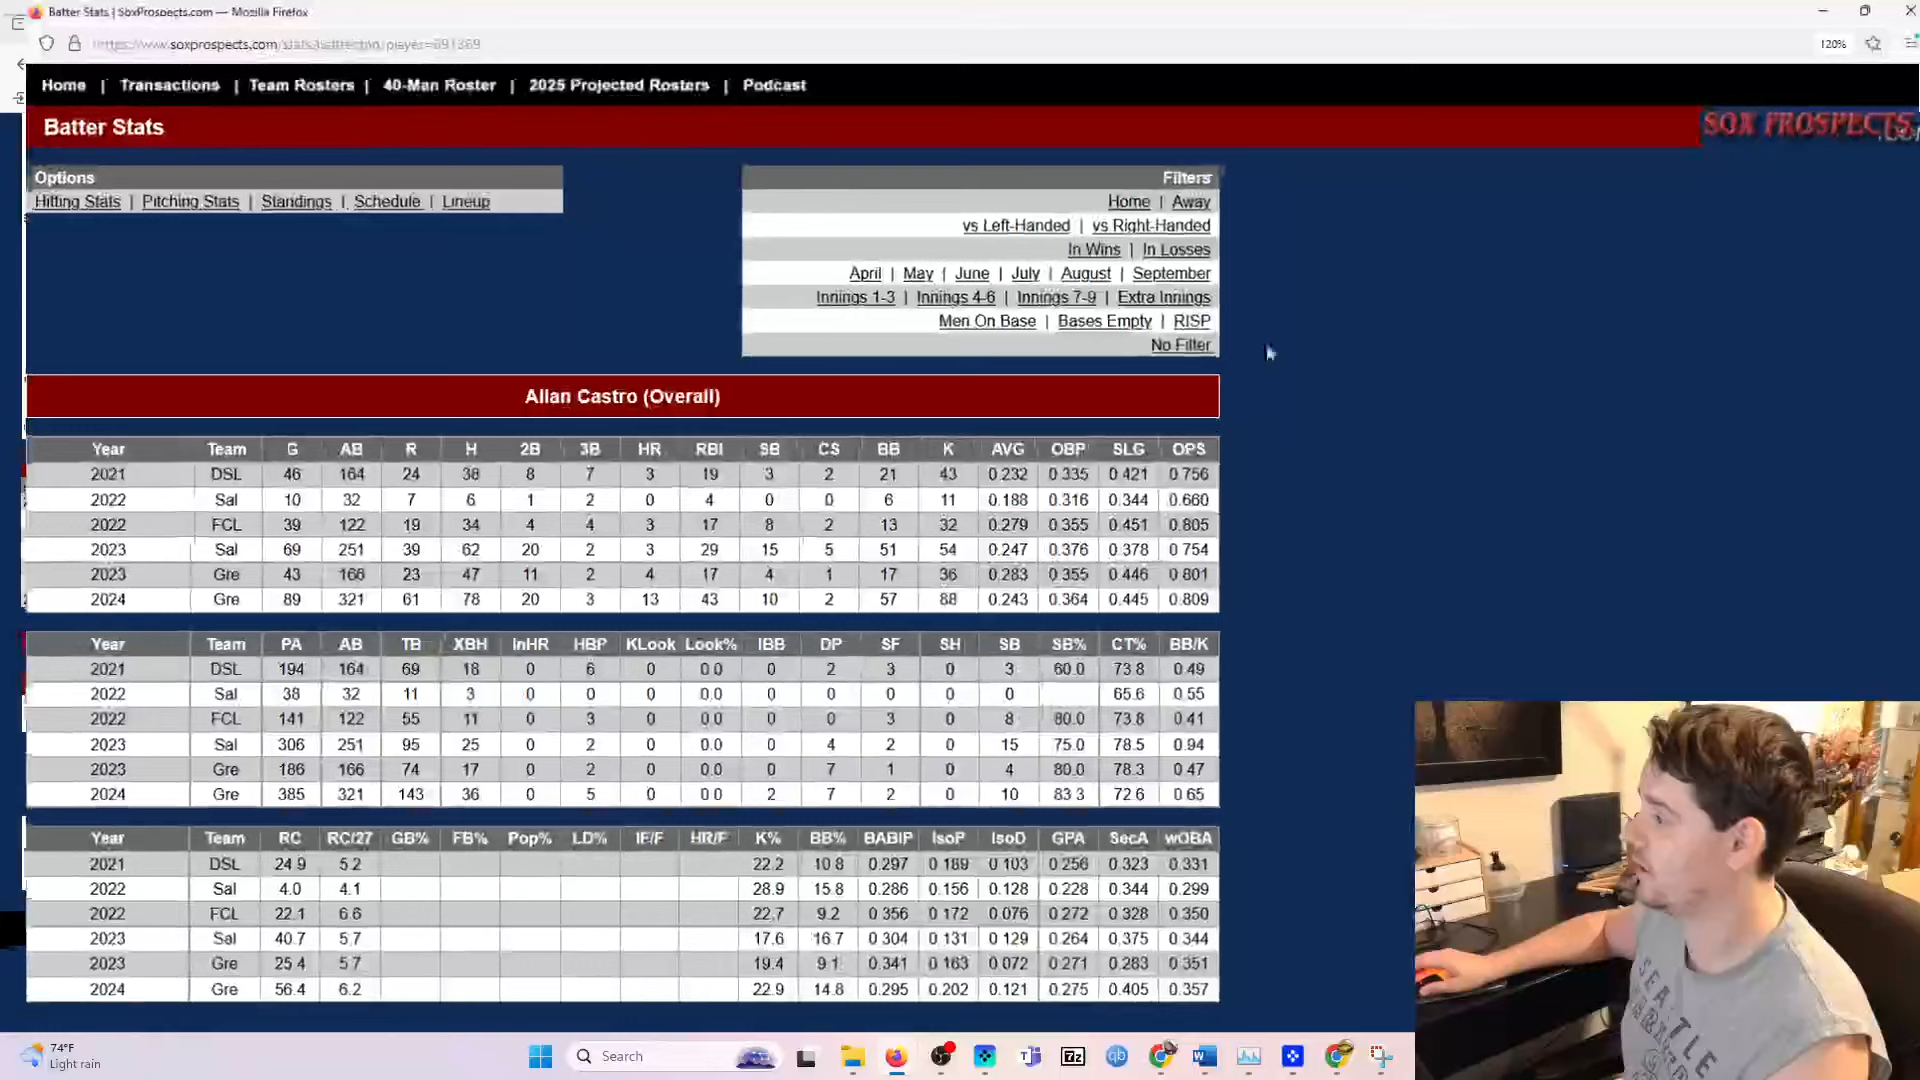 Batter Stats | SoxProspects.com — Mozilla Firefox
120%
Home | Transactions | Team Rosters | 40-Man Roster | 2025 Projected Rosters | Podcast
Batter Stats
SOX PROSPECTS
Options
Hitting Stats | Pitching Stats | Standings | Schedule | Lineup
Filters
Home | Away
vs Left-Handed | vs Right-Handed
In Wins | In Losses
April | May | June | July | August | September
Innings 1-3 | Innings 4-6 | Innings 7-9 | Extra Innings
Men On Base | Bases Empty | RISP
No Filter
Allan Castro (Overall)
Year Team G AB R H 2B 3B HR RBI SB CS BB K AVG OBP SLG OPS
2021 DSL 46 164 24 38 8 7 3 19 3 2 21 43 0.232 0.335 0.421 0.756
2022 Sal 10 32 7 6 1 2 0 4 0 0 6 11 0.188 0.316 0.344 0.660
2022 FCL 39 122 19 34 4 4 3 17 8 2 13 32 0.279 0.355 0.451 0.805
2023 Sal 69 251 39 62 20 2 3 29 15 5 51 54 0.247 0.376 0.378 0.754
2023 Gre 43 166 23 47 11 2 4 17 4 1 17 36 0.283 0.355 0.446 0.801
2024 Gre 89 321 61 78 20 3 13 43 10 2 57 88 0.243 0.364 0.445 0.809
Year Team PA AB TB XBH InHR HBP KLook Look% IBB DP SF SH SB SB% CT% BB/K
2021 DSL 194 164 69 18 0 6 0 0.0 0 2 3 0 3 60.0 73.8 0.49
2022 Sal 38 32 11 3 0 0 0 0.0 0 0 0 0 0 65.6 0.55
2022 FCL 141 122 55 11 0 3 0 0.0 0 0 3 0 8 80.0 73.8 0.41
2023 Sal 306 251 95 25 0 2 0 0.0 0 4 2 0 15 75.0 78.5 0.94
2023 Gre 186 166 74 17 0 2 0 0.0 0 7 1 0 4 80.0 78.3 0.47
2024 Gre 385 321 143 36 0 5 0 0.0 2 7 2 0 10 83.3 72.6 0.65
Year Team RC RC/27 GB% FB% Pop% LD% IF/F HR/F K% BB% BABIP IsoP IsoD GPA SecA wOBA
2021 DSL 24.9 5.2 22.2 10.8 0.297 0.189 0.103 0.256 0.323 0.331
2022 Sal 4.0 4.1 28.9 15.8 0.286 0.156 0.128 0.228 0.344 0.299
2022 FCL 22.1 6.6 22.7 9.2 0.356 0.172 0.076 0.272 0.328 0.350
2023 Sal 40.7 5.7 17.6 16.7 0.304 0.131 0.129 0.264 0.375 0.344
2023 Gre 25.4 5.7 19.4 9.1 0.341 0.163 0.072 0.271 0.283 0.351
2024 Gre 56.4 6.2 22.9 14.8 0.295 0.202 0.121 0.275 0.405 0.357
74°F
Light rain
Search
7z
qb
SEATTLE